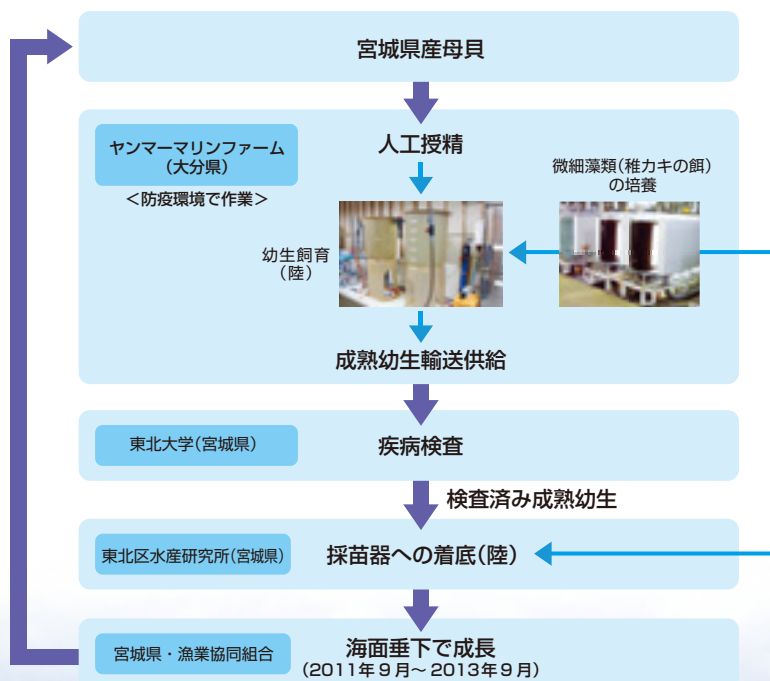 宮城県産母貝
ヤンマーマリンファーム
(大分県)
＜防疫環境で作業＞
人工授精
微細藻類(稚カキの餌)
の培養
幼生飼育
(陸)
成熟幼生輸送供給
東北大学(宮城県)
疾病検査
検査済み成熟幼生
東北区水産研究所(宮城県)
採苗器への着底(陸)
宮城県・漁業協同組合
海面垂下で成長
(2011年9月～2013年9月)